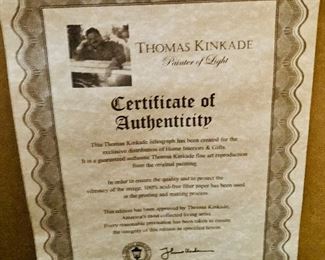 THOMAS KINKADE
Painter of Light
Certificate of
Authenticity
This Thomas Kinkade lithograph has been created for the
exclusive distribution of Home Interiors & Gifts.
It is a guaranteed authentic Thomas Kinkade fine art reproduction
from the original painting.
In order to ensure the quality and to protect the
vibrancy of the image, 100% acid-free fiber paper has been used
in the printing and matting process.
This edition has been approved by Thomas Kinkade,
America's most collected living artist.
Every reasonable precaution has been taken to ensure
the integrity of this edition as specified herein.